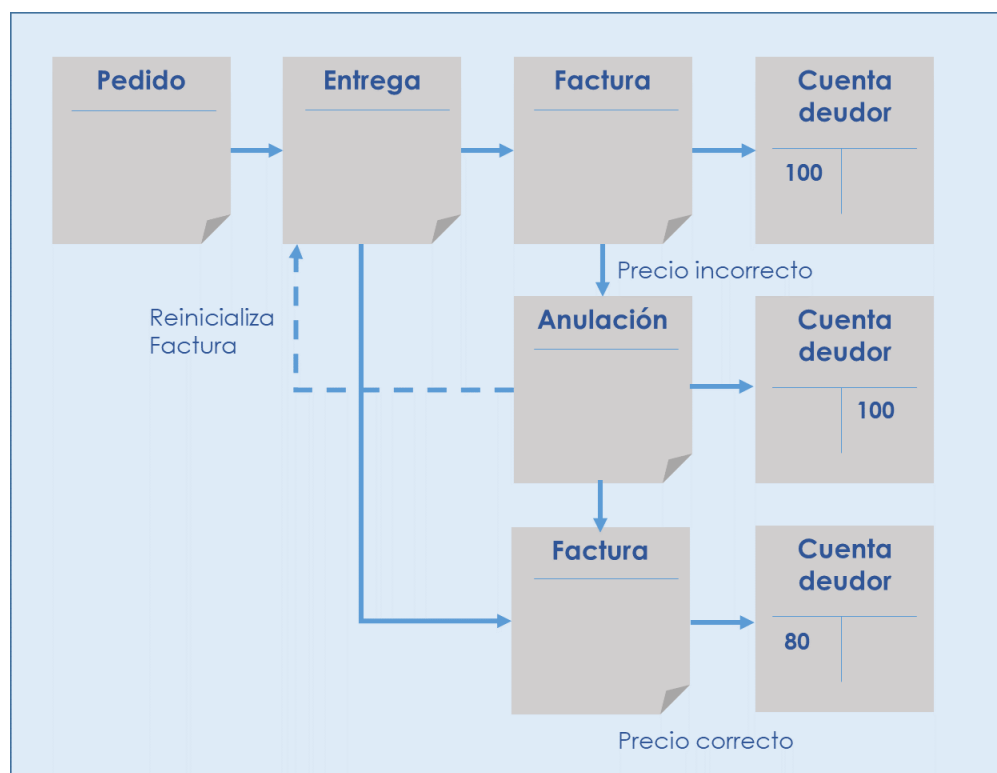 Pedido
Entrega
Factura
Cuenta
deudor
100
Precio incorrecto
Reinicializa
Factura
Anulación
Cuenta
deudor
100
Factura
Cuenta
deudor
80
Precio correcto